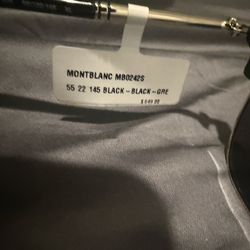 MONTBLANC MB0242S
55 22 145 BLACK-BLACK-GRE